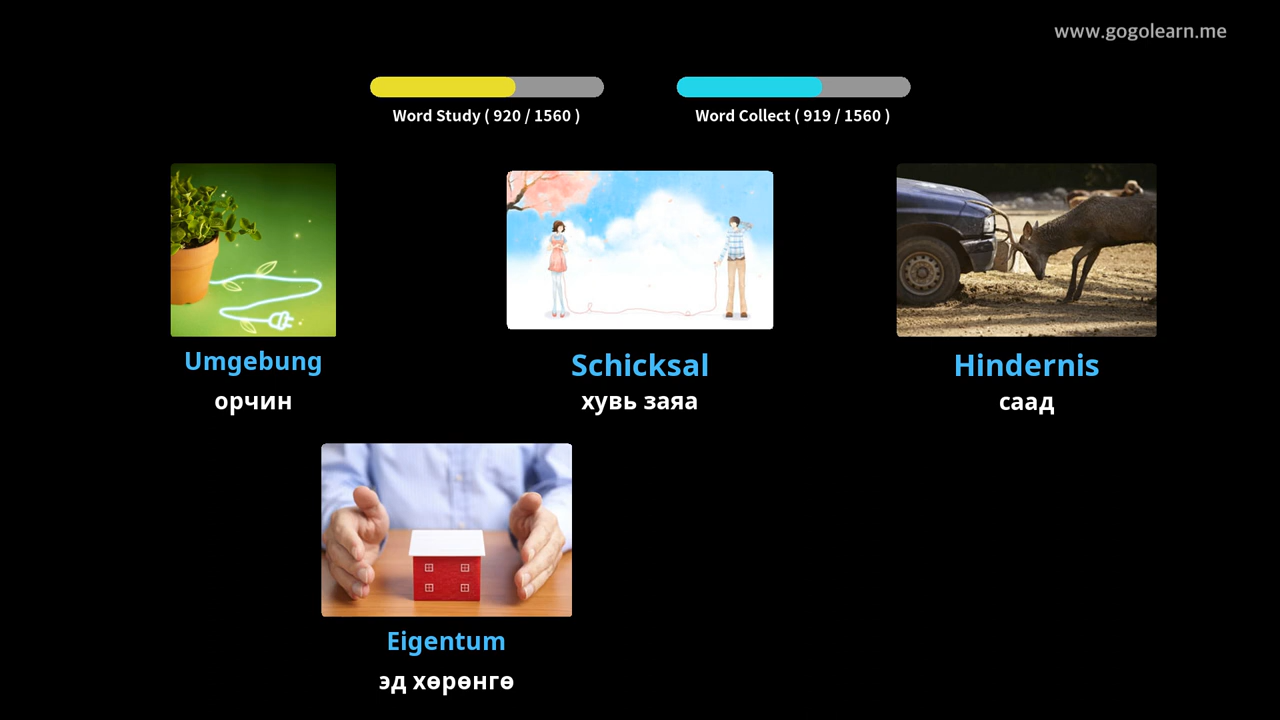 www.gogolearn.me
Word Study ( 920 / 1560 )
Word Collect ( 919 / 1560 )
Umgebung
орчин
Schicksal
хувь заяа
Hindernis
саад
Eigentum
эд хөрөнгө